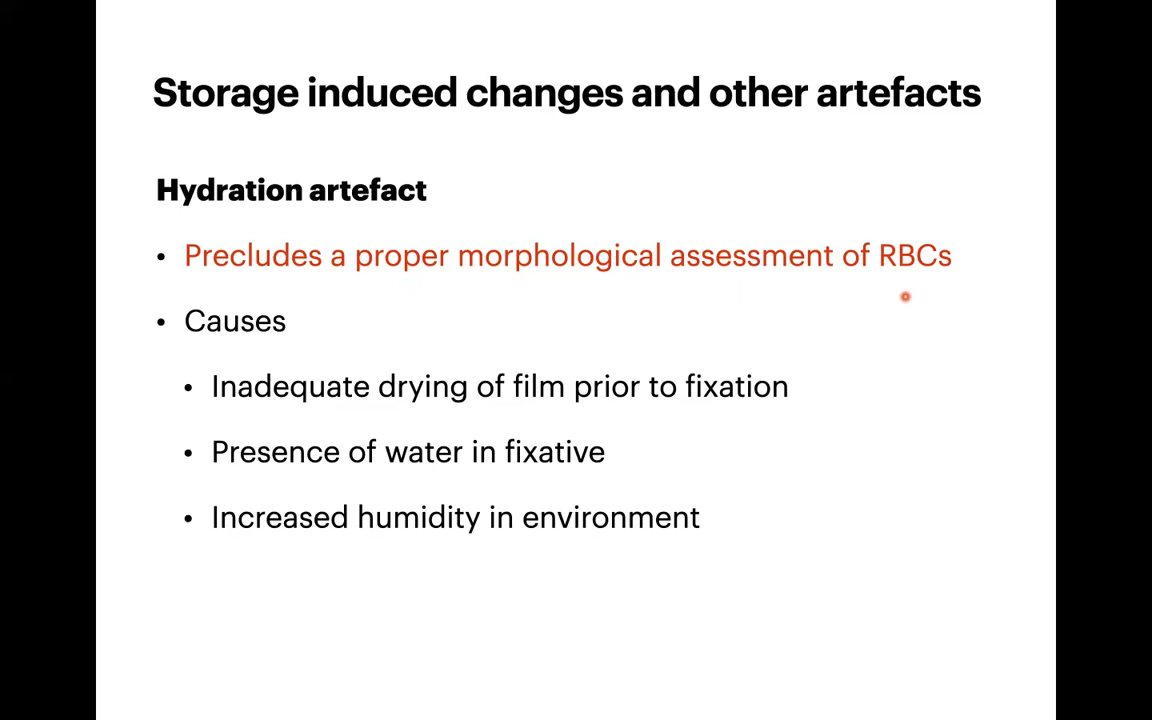 Storage induced changes and other artefacts
Hydration artefact
• Precludes a proper morphological assessment of RBCs
• Causes
• Inadequate drying of film prior to fixation
• Presence of water in fixative
• Increased humidity in environment